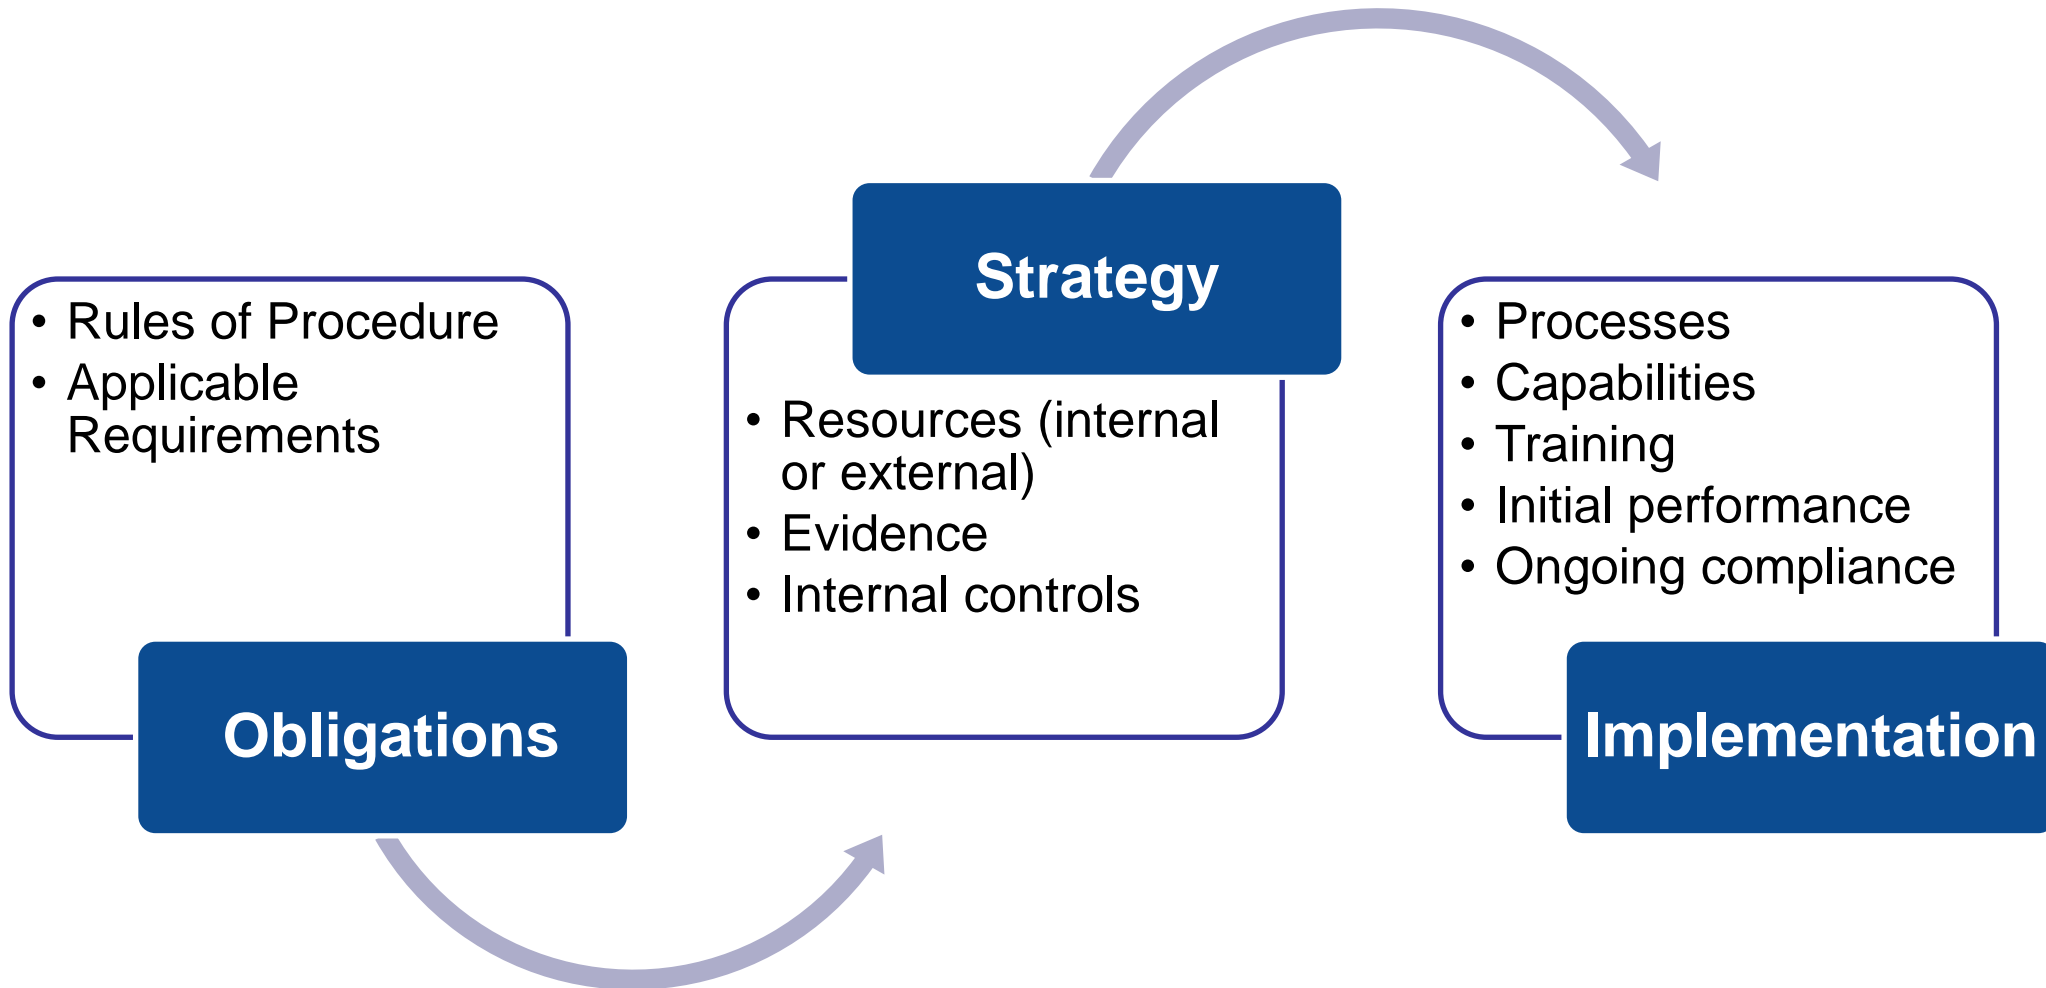 • Rules of Procedure
• Applicable
Requirements
Obligations
Strategy
• Resources (internal
or external)
• Evidence
• Internal controls
• Processes
• Capabilities
• Training
• Initial performance
• Ongoing compliance
Implementation